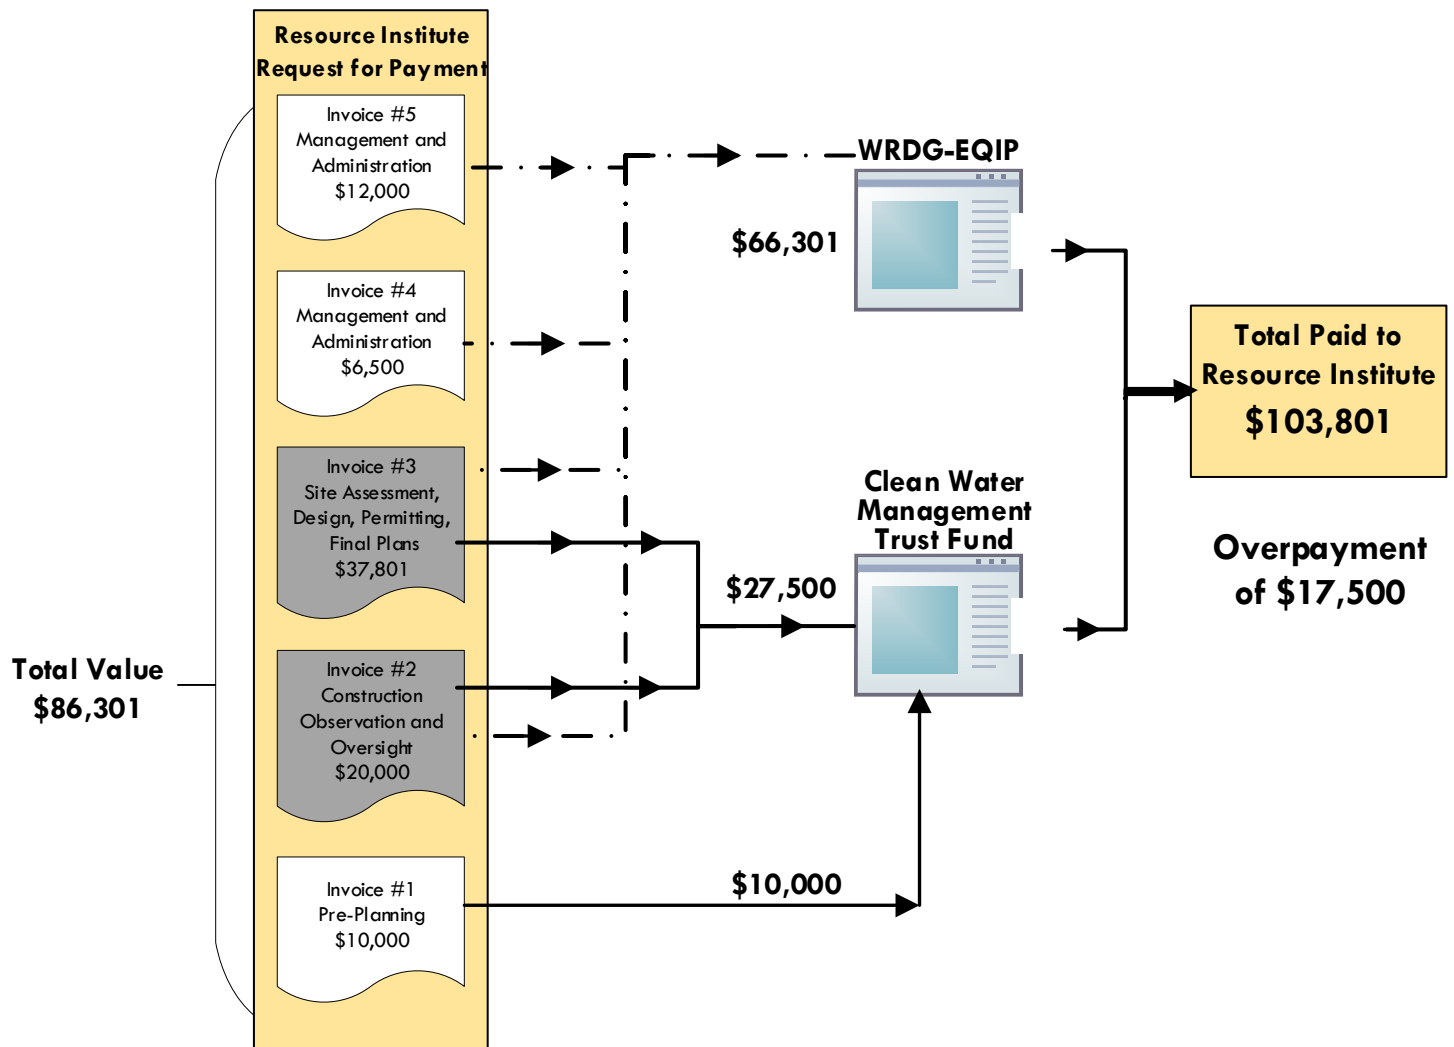 Resource Institute
Request for Payment
Invoice #5
Management and
Administration
$12,000
Invoice #4
Management and
Administration
$6,500
Invoice #3
Site Assessment,
Design, Permitting,
Final Plans
$37,801
Invoice #2
Construction
Observation and
Oversight
$20,000
Invoice #1
Pre-Planning
$10,000
Total Value
$86,301
WRDG-EQIP
$66,301
Clean Water
Management
Trust Fund
$27,500
$10,000
Total Paid to
Resource Institute
$103,801
Overpayment
of $17,500